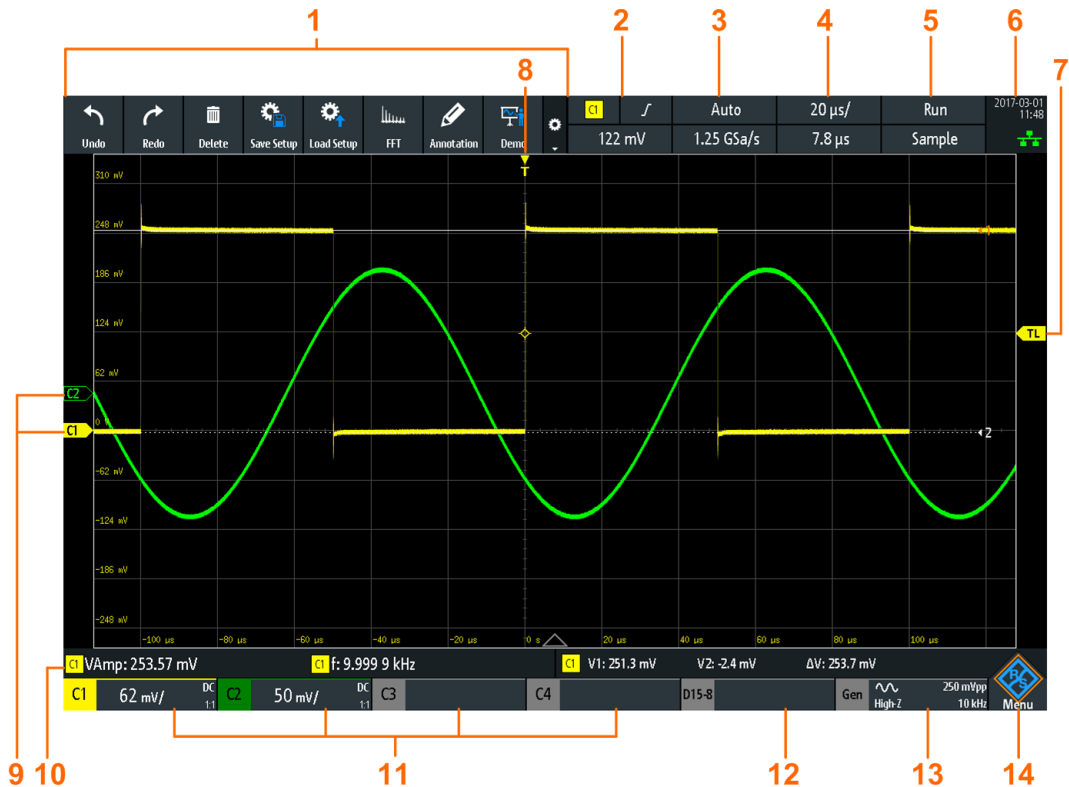 1 2 3 4 5 6
7
8
C1 Auto 20 µs/ Run 2017-03-01
11:48
Undo Redo Delete Save Setup Load Setup FFT Annotation Demo 122 mV 1.25 GSa/s 7.8 µs Sample
T
310 mV
248 mV
1
186 mV
124 mV
TL
62 mV
C2
0 V
C1
2
-62 mV
-124 mV
-186 mV
-248 mV
-100 µs -80 µs -60 µs -40 µs -20 µs 0 s 20 µs 40 µs 60 µs 80 µs 100 µs
C1 VAmp: 253.57 mV C1 f: 9.999 9 kHz C1 V1: 251.3 mV V2: -2.4 mV ΔV: 253.7 mV
C1 62 mV/ DC 1:1 C2 50 mV/ DC 1:1 C3 C4 D15-8 Gen High-Z 250 mVpp 10 kHz R&S Menu
9 10 11 12 13 14